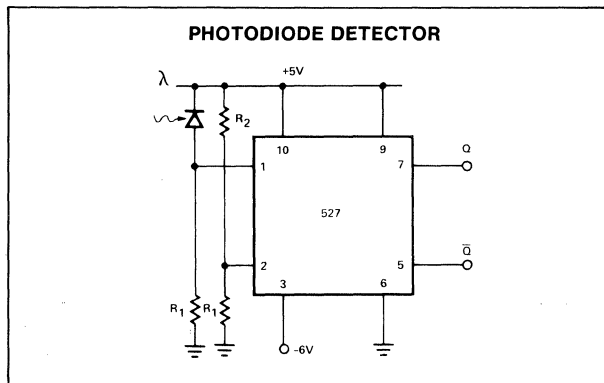 PHOTODIODE DETECTOR
λ
+5V
R2
10
9
1
7
Q
527
2
5
Q̅
3
6
R1
R1
-6V